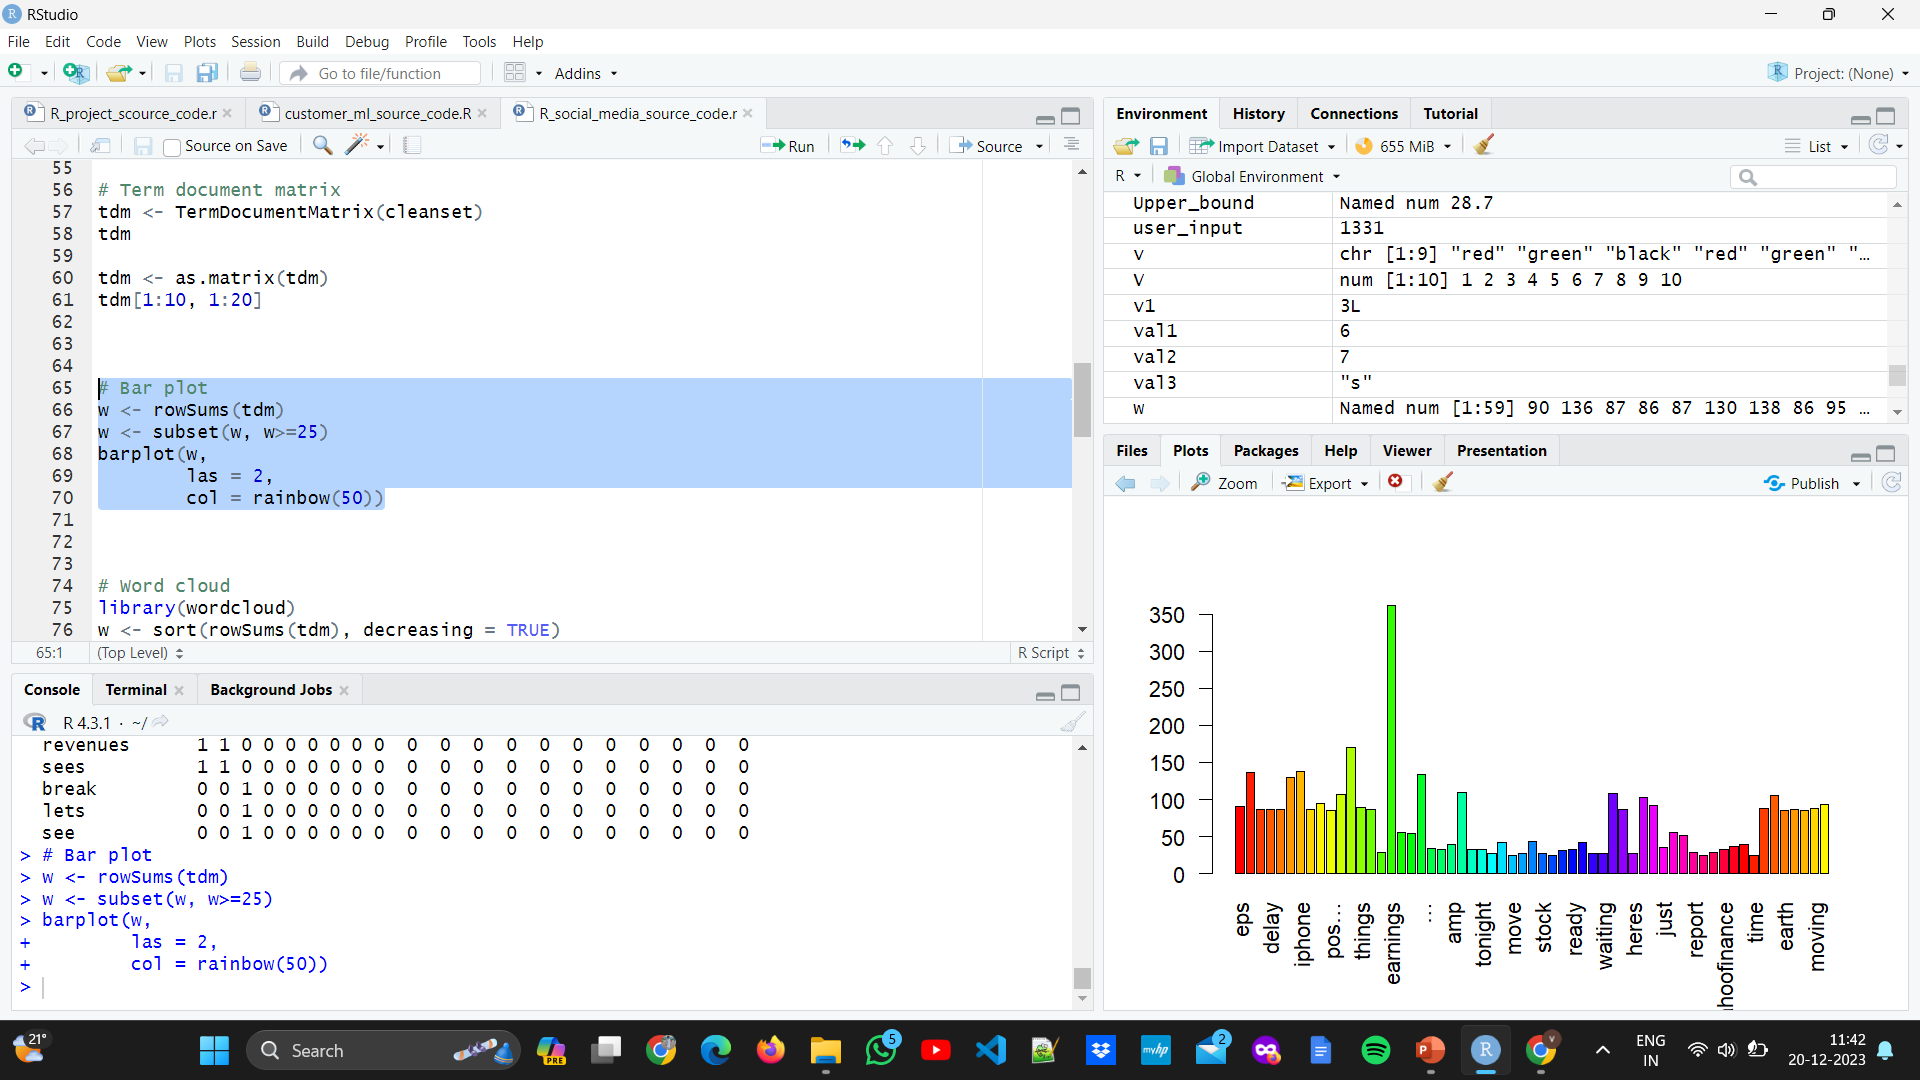 RStudio
File Edit Code View Plots Session Build Debug Profile Tools Help
Go to file/function Addins Project: (None)
R_project_scource_code.r customer_ml_source_code.R R_social_media_source_code.r
Source on Save Run Source
55
56 # Term document matrix
57 tdm <- TermDocumentMatrix(cleanset)
58 tdm
59
60 tdm <- as.matrix(tdm)
61 tdm[1:10, 1:20]
62
63
64
65 # Bar plot
66 w <- rowSums(tdm)
67 w <- subset(w, w>=25)
68 barplot(w,
69 las = 2,
70 col = rainbow(50))
71
72
73
74 # Word cloud
75 library(wordcloud)
76 w <- sort(rowSums(tdm), decreasing = TRUE)
65:1 (Top Level) R Script
Console Terminal Background Jobs
R 4.3.1 · ~/
revenues 1 1 0 0 0 0 0 0 0 0 0 0 0 0 0 0 0 0 0 0
sees 1 1 0 0 0 0 0 0 0 0 0 0 0 0 0 0 0 0 0 0
break 0 0 1 0 0 0 0 0 0 0 0 0 0 0 0 0 0 0 0 0
lets 0 0 1 0 0 0 0 0 0 0 0 0 0 0 0 0 0 0 0 0
see 0 0 1 0 0 0 0 0 0 0 0 0 0 0 0 0 0 0 0 0
> # Bar plot
> w <- rowSums(tdm)
> w <- subset(w, w>=25)
> barplot(w,
+ las = 2,
+ col = rainbow(50))
>
Environment History Connections Tutorial
Import Dataset 655 MiB List
R Global Environment
Upper_bound Named num 28.7
user_input 1331
v chr [1:9] "red" "green" "black" "red" "green" "…
V num [1:10] 1 2 3 4 5 6 7 8 9 10
v1 3L
val1 6
val2 7
val3 "s"
w Named num [1:59] 90 136 87 86 87 130 138 86 95 …
Files Plots Packages Help Viewer Presentation
Zoom Export Publish
350
300
250
200
150
100
50
0
eps delay iphone pos... things earnings ... amp tonight move stock ready waiting heres just report hoofinance time earth moving
21° Search PRE 5 myhp 2 P R V ENG 11:42
IN 20-12-2023